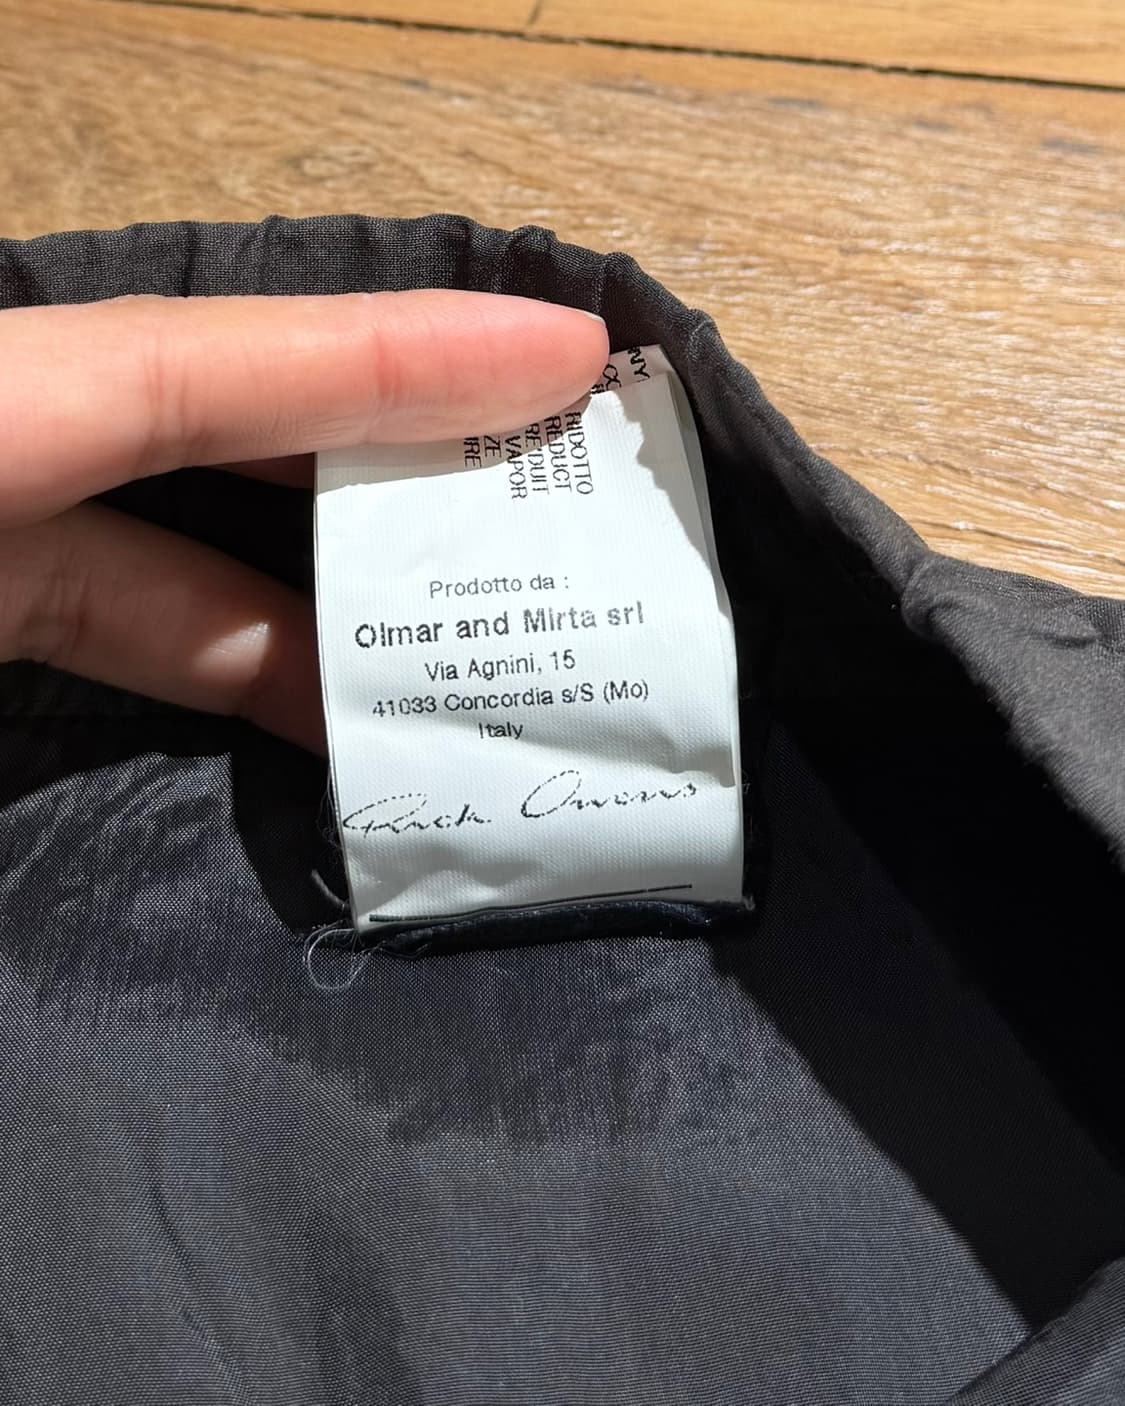 RIDOTTO
REDUCT
REDUIT
VAPOR
Prodotto da :
Olmar and Mirta srl
Via Agnini, 15
41033 Concordia s/S (Mo)
Italy
Rick Owens